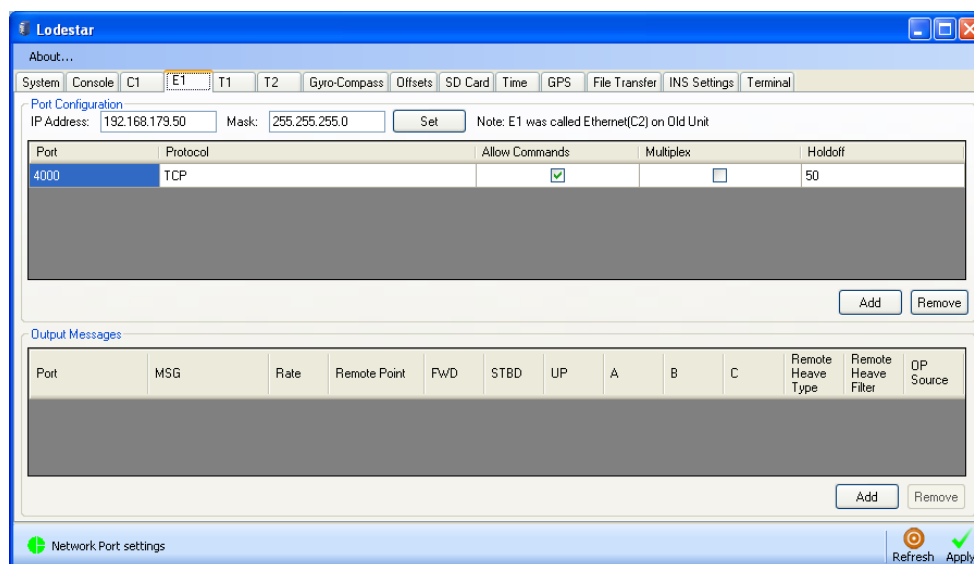 Lodestar
About...
System Console C1 E1 T1 T2 Gyro-Compass Offsets SD Card Time GPS File Transfer INS Settings Terminal
Port Configuration
IP Address: 192.168.179.50 Mask: 255.255.255.0 Set Note: E1 was called Ethernet(C2) on Old Unit
Port Protocol Allow Commands Multiplex Holdoff
4000 TCP 50
Add Remove
Output Messages
Port MSG Rate Remote Point FWD STBD UP A B C Remote Heave Type Remote Heave Filter OP Source
Add Remove
Network Port settings
Refresh Apply